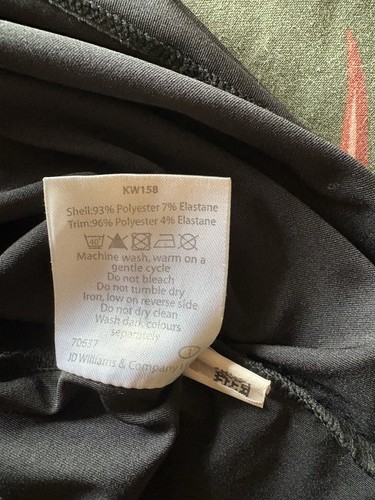 KW158
Shell:93% Polyester 7% Elastane
Trim:96% Polyester 4% Elastane
40°
Machine wash, warm on a
gentle cycle
Do not bleach
Do not tumble dry
Iron, low on reverse side
Do not dry clean
Wash dark colours
separately
70637
JD Williams & Company